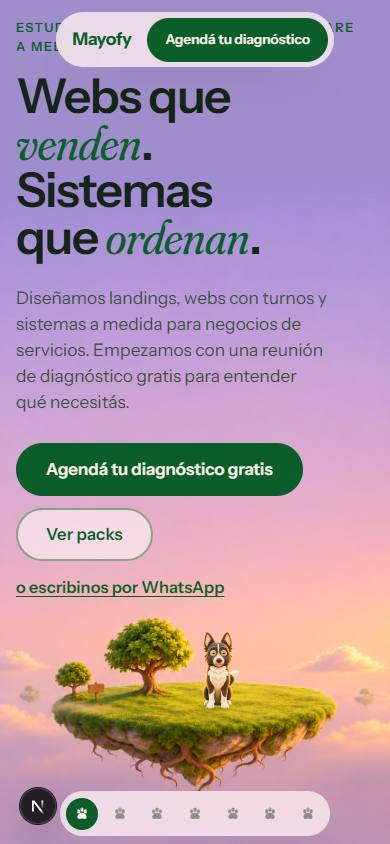 Mayofy
Agendá tu diagnóstico
A
Webs que
venden.
Sistemas
que ordenan.
Diseñamos landings, webs con turnos y
sistemas a medida para negocios de
servicios. Empezamos con una reunión
de diagnóstico gratis para entender
qué necesitás.
Agendá tu diagnóstico gratis
Ver packs
o escribinos por WhatsApp
N